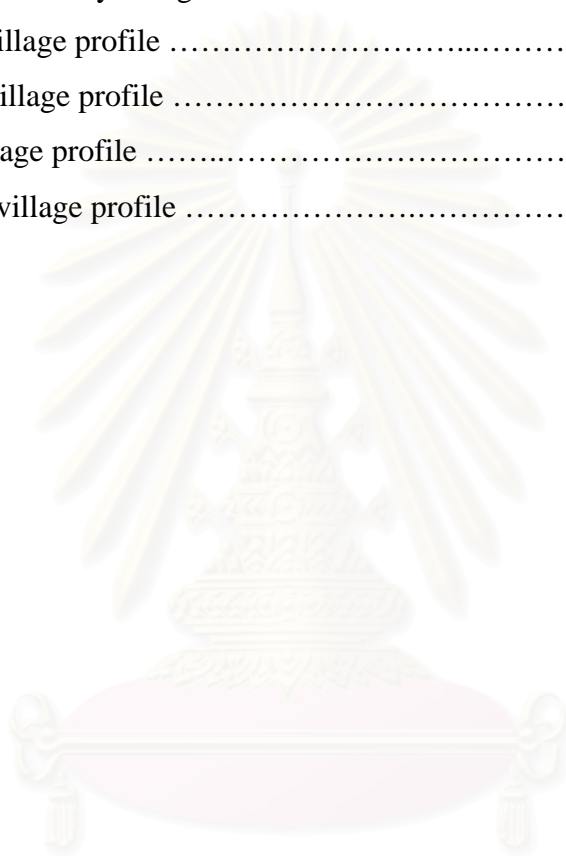 illage profile ………………………...………
illage profile ………………………………
age profile ……..…………………………
village profile ………………….…………